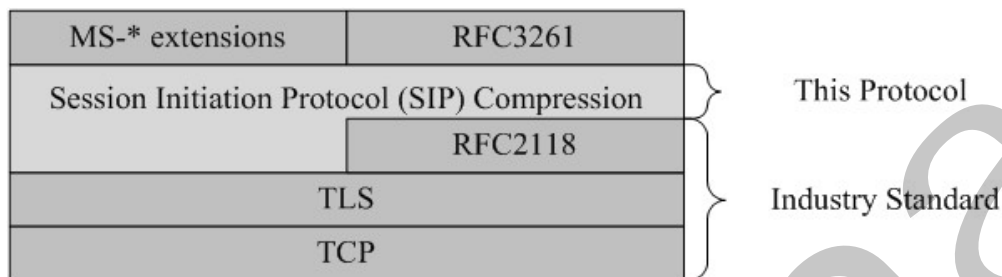 MS-* extensions RFC3261
Session Initiation Protocol (SIP) Compression
This Protocol
RFC2118
TLS
Industry Standard
TCP